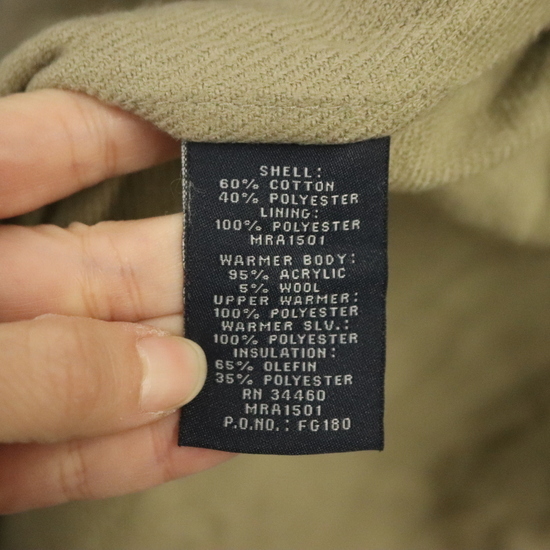 SHELL:
60% COTTON
40% POLYESTER
LINING:
100% POLYESTER
MRA1501
WARMER BODY:
95% ACRYLIC
5% WOOL
UPPER WARMER:
100% POLYESTER
WARMER SLV.:
100% POLYESTER
INSULATION:
65% OLEFIN
35% POLYESTER
RN 34460
MRA1501
P.O.NO.: FG180